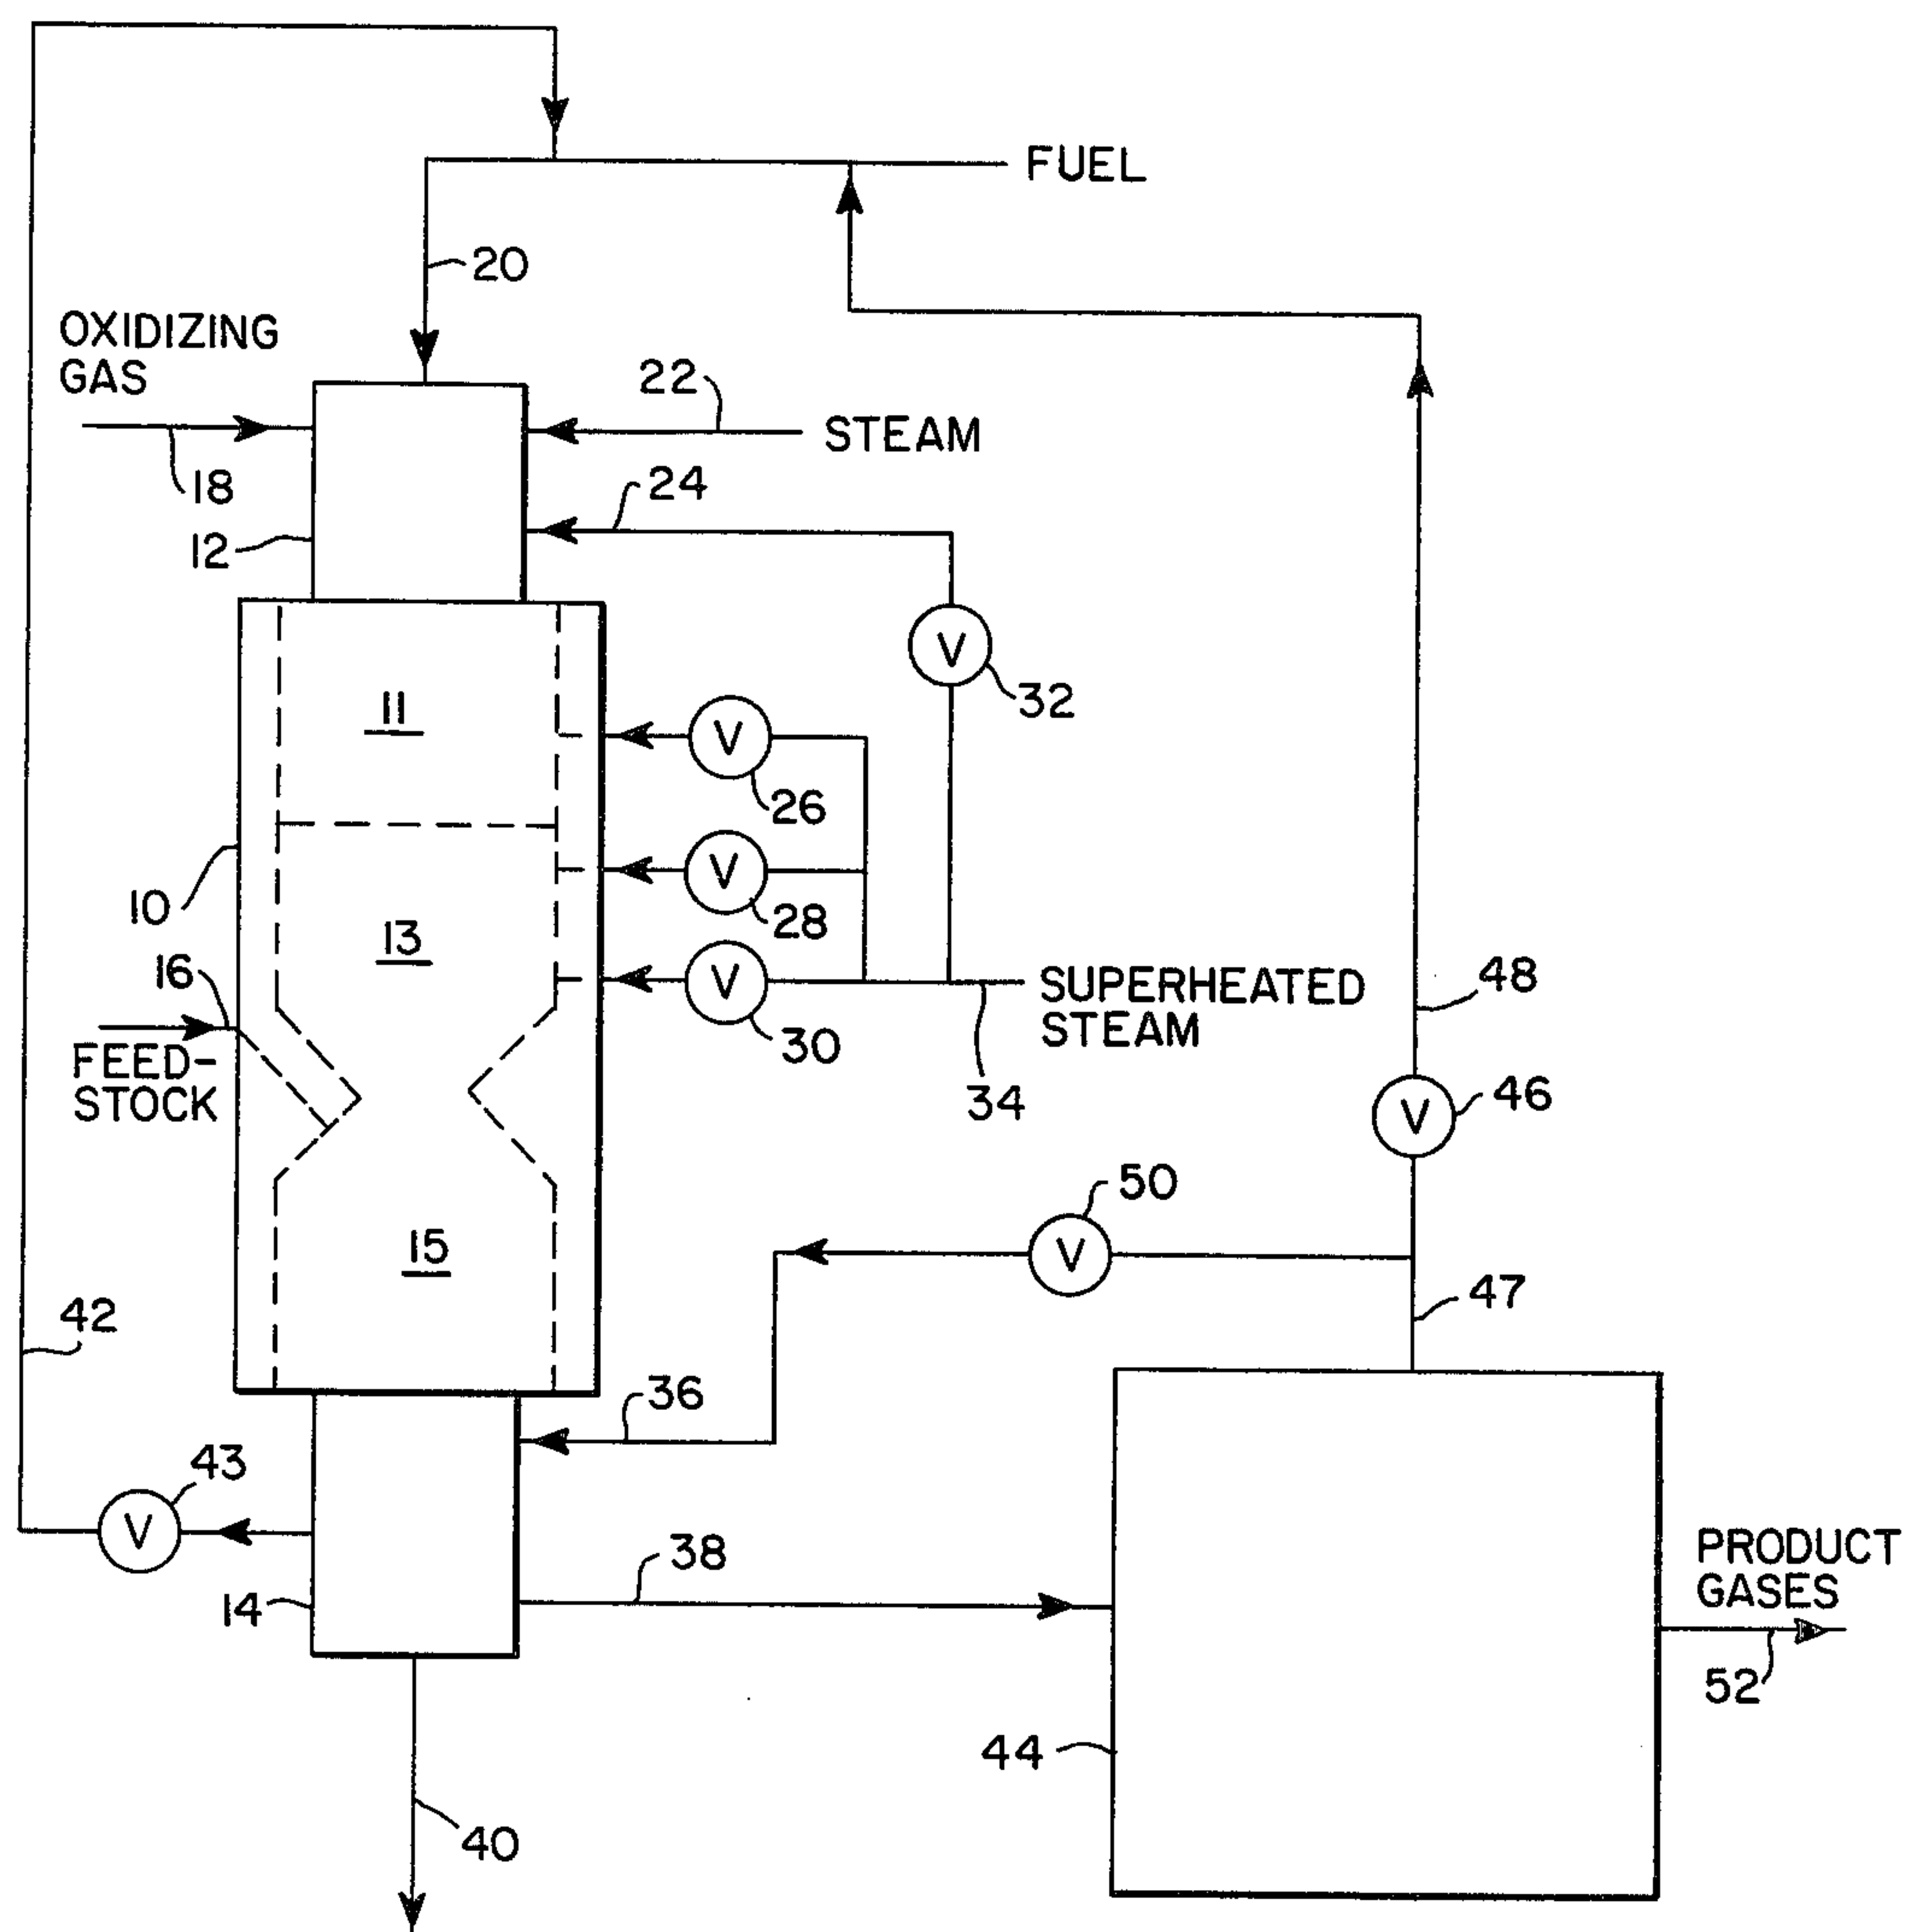 FUEL
20
OXIDIZING
GAS
22
STEAM
18
24
12
V
32
11
V
26
10
V
28
13
16
FEED-
STOCK
V
30
SUPERHEATED
STEAM
34
48
V
46
50
V
15
47
42
36
43
V
38
14
PRODUCT
GASES
52
44
40